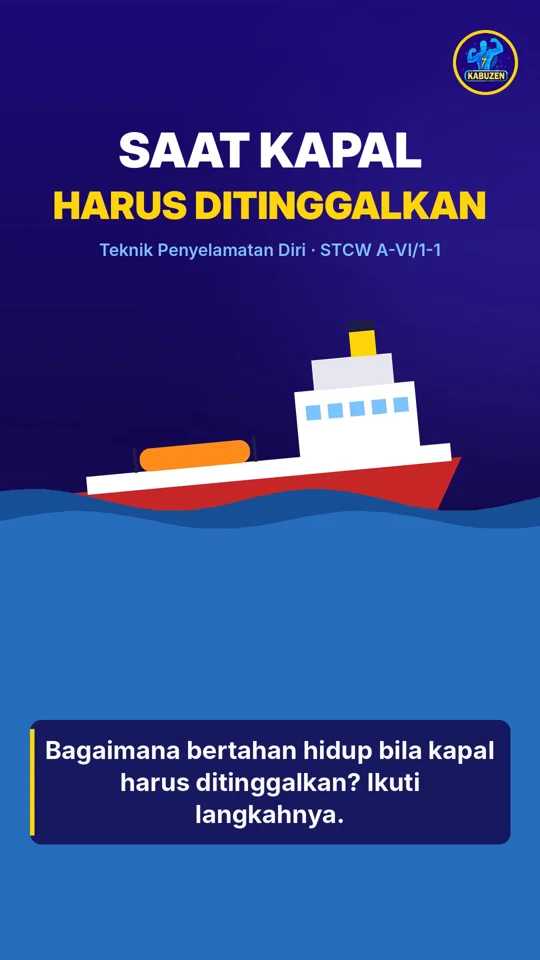 KABUZEN
SAAT KAPAL
HARUS DITINGGALKAN
Teknik Penyelamatan Diri · STCW A-VI/1-1
Bagaimana bertahan hidup bila kapal
harus ditinggalkan? Ikuti
langkahnya.